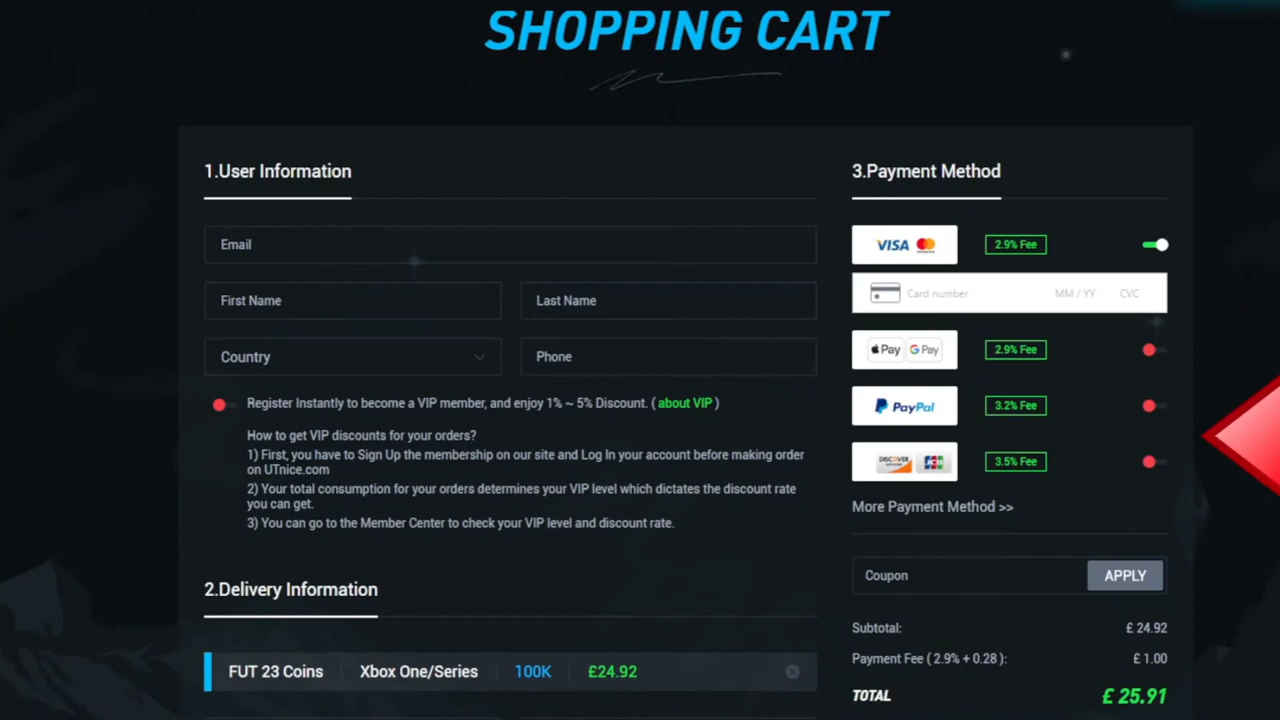 SHOPPING CART
1.User Information
Email
First Name
Last Name
Country
Phone
Register Instantly to become a VIP member, and enjoy 1% ~ 5% Discount. ( about VIP )
How to get VIP discounts for your orders?
1) First, you have to Sign Up the membership on our site and Log In your account before making order
on UTnice.com
2) Your total consumption for your orders determines your VIP level which dictates the discount rate
you can get.
3) You can go to the Member Center to check your VIP level and discount rate.
2.Delivery Information
FUT 23 Coins Xbox One/Series 100K £24.92
3.Payment Method
VISA 2.9% Fee
Card number MM / YY CVC
Pay G Pay 2.9% Fee
PayPal 3.2% Fee
DISCOVER NETWORK JCB 3.5% Fee
More Payment Method >>
Coupon APPLY
Subtotal: £ 24.92
Payment Fee ( 2.9% + 0.28 ): £ 1.00
TOTAL £ 25.91